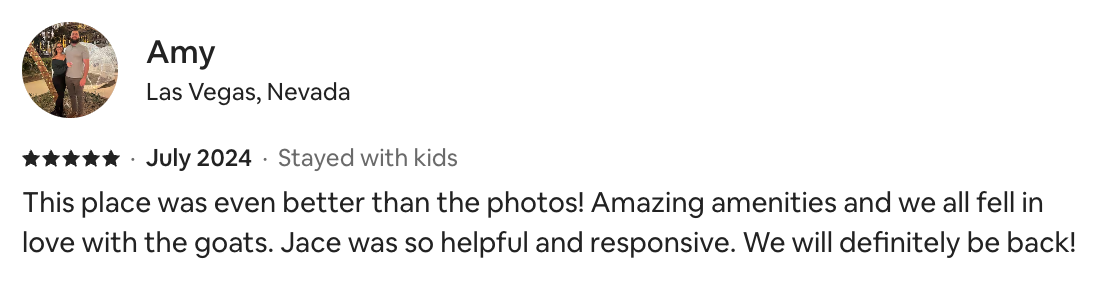 Amy
Las Vegas, Nevada
★★★★★ · July 2024 · Stayed with kids
This place was even better than the photos! Amazing amenities and we all fell in
love with the goats. Jace was so helpful and responsive. We will definitely be back!